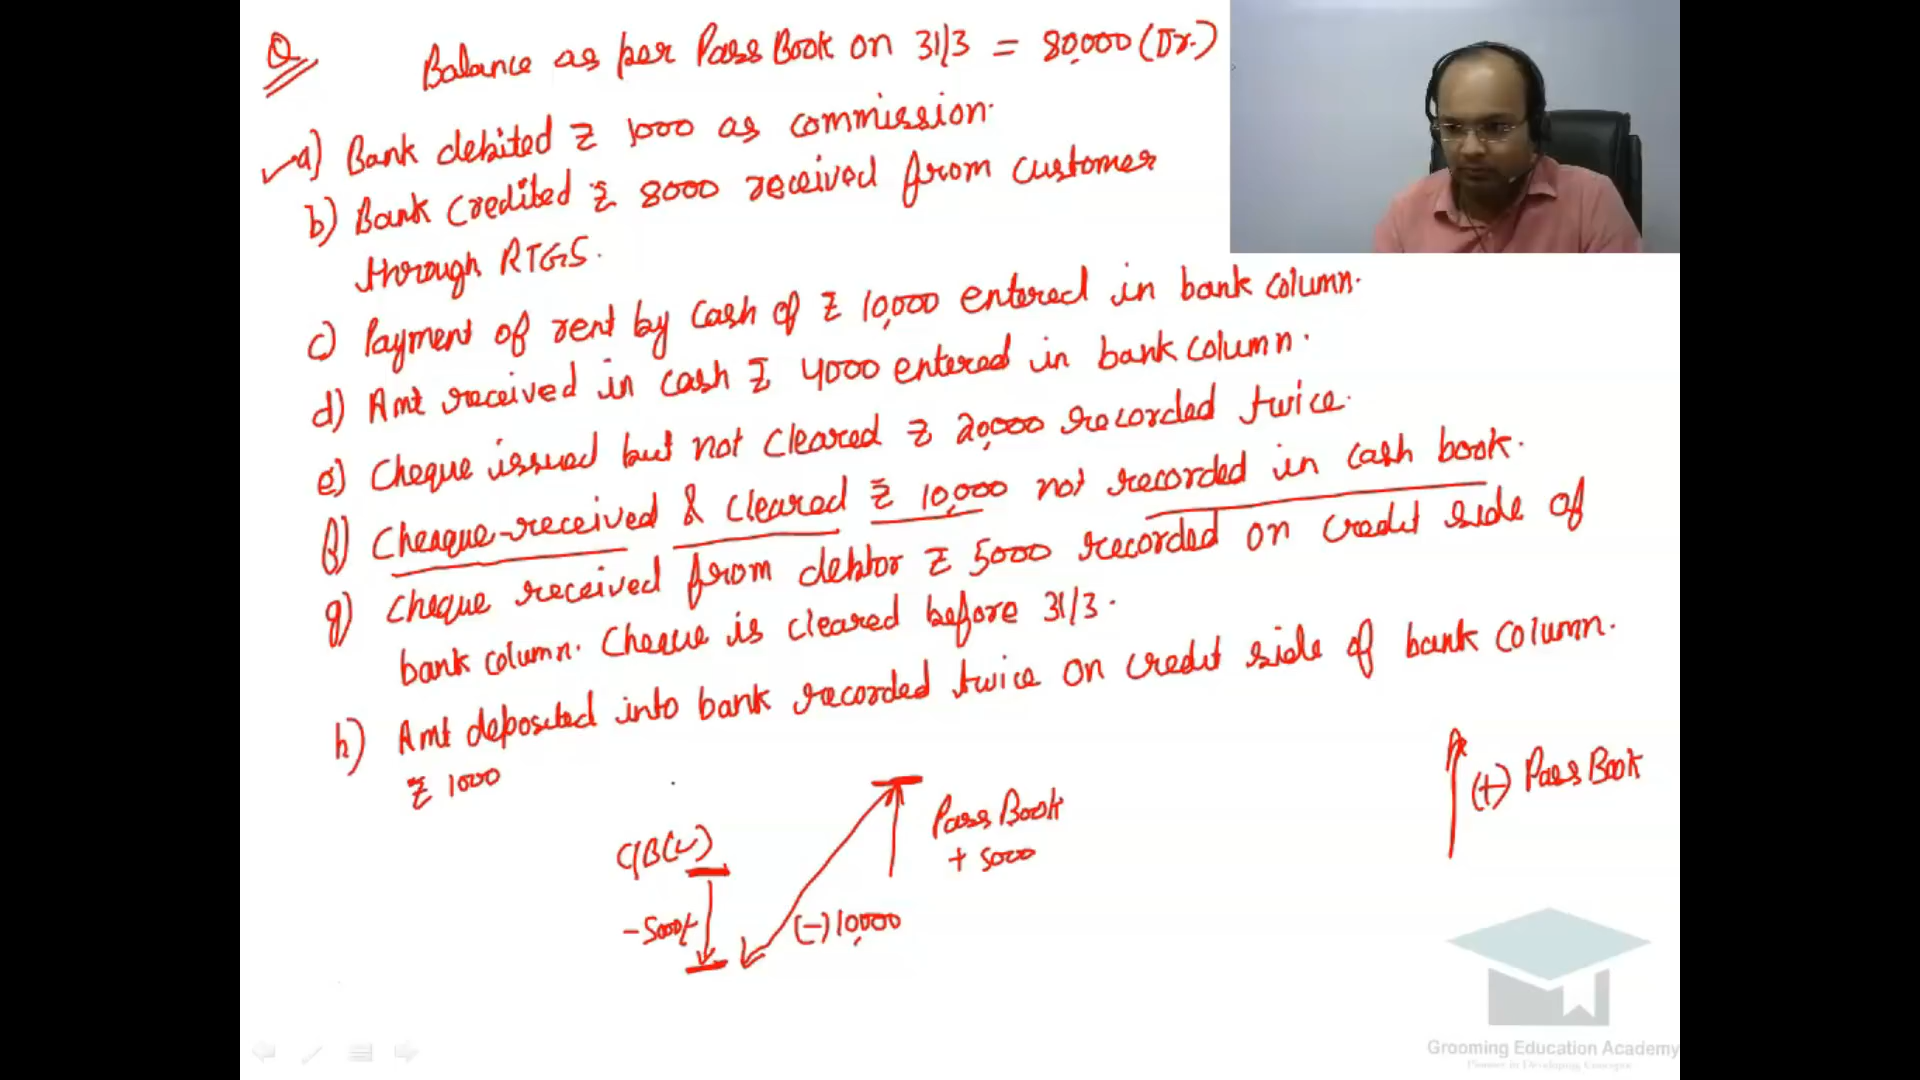 Q Balance as per Pass Book on 31/3 = 80,000 (Dr.)
a) Bank debited ₹ 1000 as commission.
b) Bank credited ₹ 8000 received from customer
through RTGS.
c) Payment of rent by cash of ₹ 10,000 entered in bank column.
d) Amt received in cash ₹ 4000 entered in bank column.
e) Cheque issued but not cleared ₹ 20,000 recorded twice.
f) Cheaque received & cleared ₹ 10,000 not recorded in cash book.
g) Cheque received from debtor ₹ 5000 recorded on credit side of
bank column. Cheque is cleared before 31/3.
h) Amt deposited into bank recorded twice on credit side of bank column.
₹ 1000
(+) Pass Book
Pass Book
+ 5000
(-) 10,000
Grooming Education Academy
Pioneer in Developing Concepts